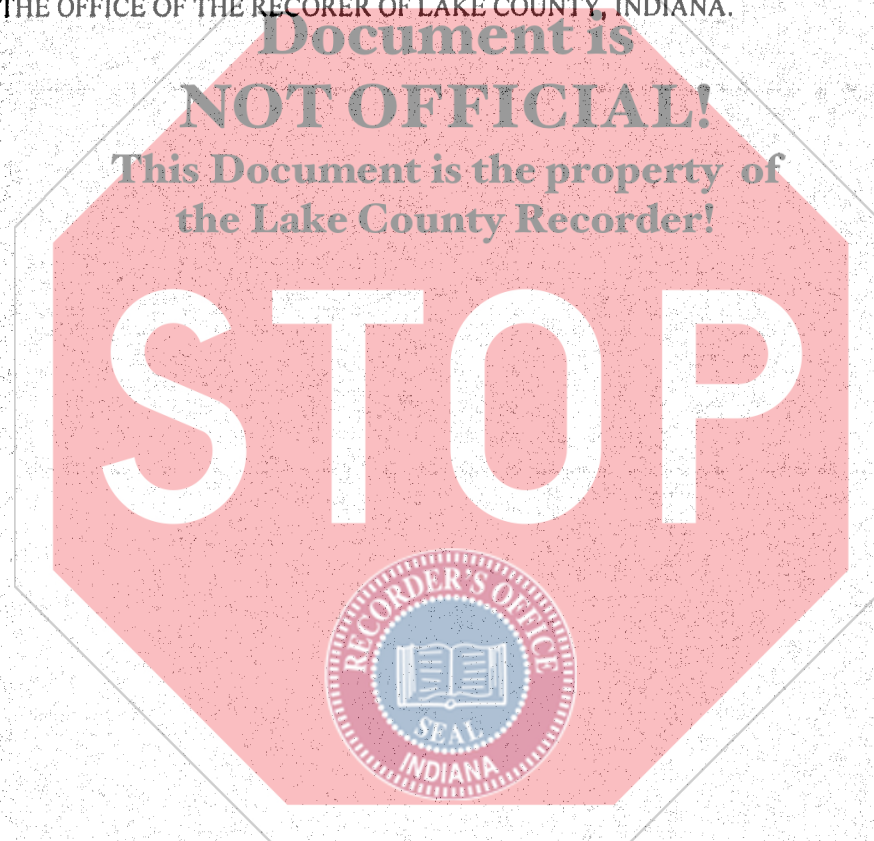 THE OFFICE OF THE RECORER OF LAKE COUNTY, INDIANA.
Document is
NOT OFFICIAL!
This Document is the property of
the Lake County Recorder!
STOP
RECORDER'S OFFICE
SEAL
INDIANA